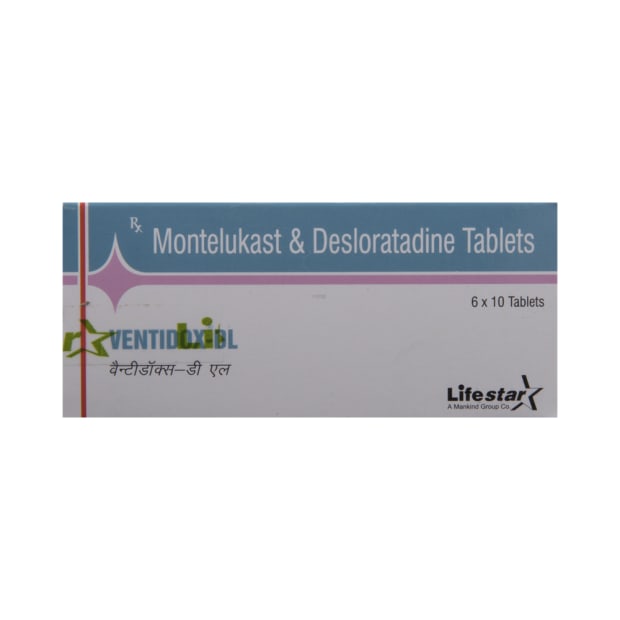 Rx Montelukast & Desloratadine Tablets
6 x 10 Tablets
VENTIDOX-DL
वैन्टीडॉक्स–डी एल
Lifestar
A Mankind Group Co.